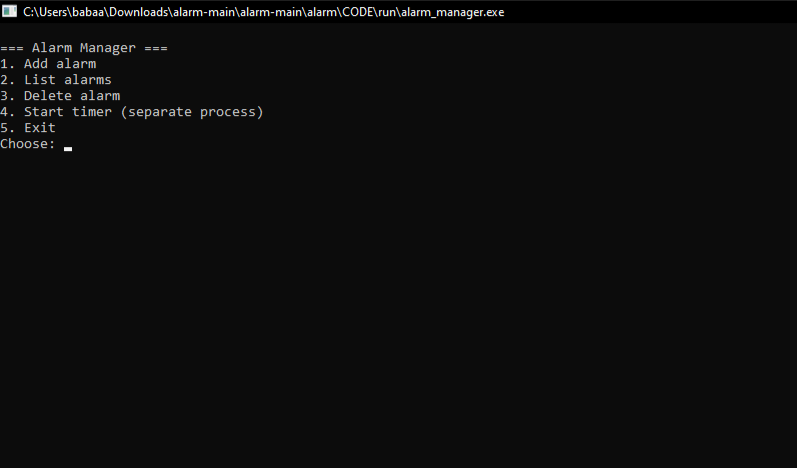 C:\Users\babaa\Downloads\alarm-main\alarm-main\alarm\CODE\run\alarm_manager.exe
=== Alarm Manager ===
1. Add alarm
2. List alarms
3. Delete alarm
4. Start timer (separate process)
5. Exit
Choose: